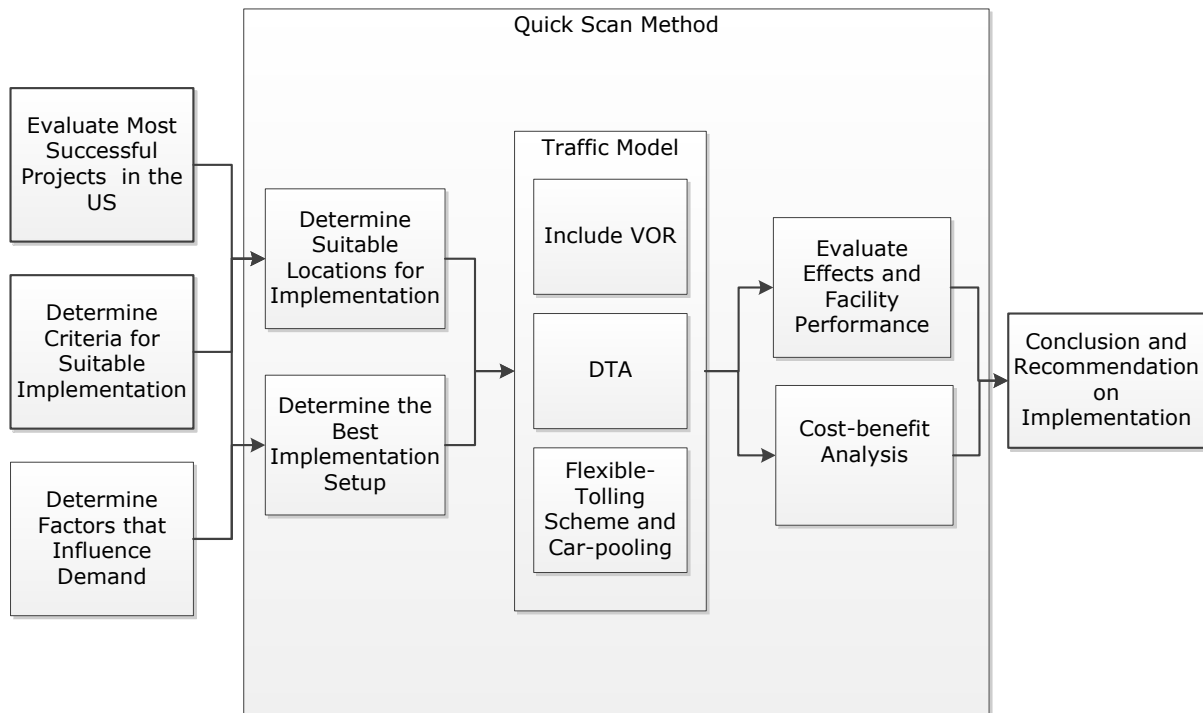 Quick Scan Method
Evaluate Most
Successful
Projects in the
US
Determine
Criteria for
Suitable
Implementation
Determine
Factors that
Influence
Demand
Determine
Suitable
Locations for
Implementation
Determine the
Best
Implementation
Setup
Traffic Model
Include VOR
DTA
Flexible-
Tolling
Scheme and
Car-pooling
Evaluate
Effects and
Facility
Performance
Cost-benefit
Analysis
Conclusion and
Recommendation
on
Implementation